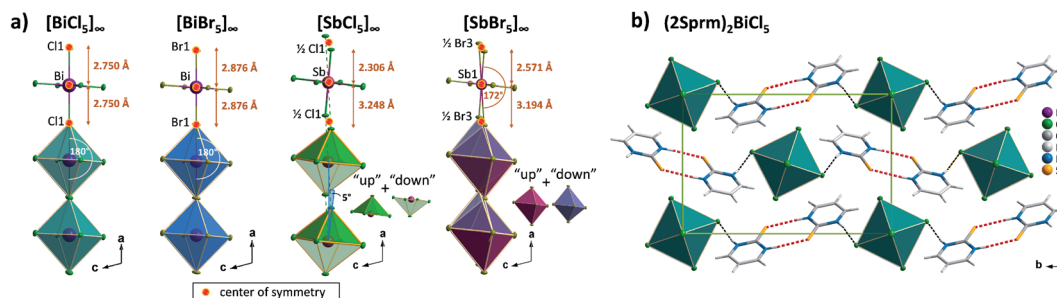 a)
[BiCl5]∞
[BiBr5]∞
[SbCl5]∞
[SbBr5]∞
Cl1
Bi
Cl1
2.750 Å
2.750 Å
180°
a
c
Br1
Bi
Br1
2.876 Å
2.876 Å
180°
a
c
½ Cl1
Sb
½ Cl1
2.306 Å
3.248 Å
5°
"up" + "down"
a
c
½ Br3
Sb1
172°
½ Br3
2.571 Å
3.194 Å
"up" + "down"
a
c
center of symmetry
b)
(2Sprm)2BiCl5
b